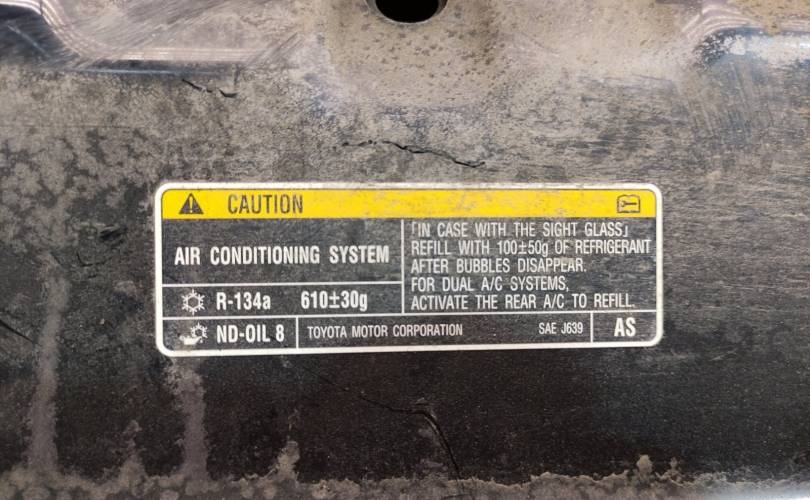 CAUTION
AIR CONDITIONING SYSTEM
R-134a 610±30g
「IN CASE WITH THE SIGHT GLASS」
REFILL WITH 100±50g OF REFRIGERANT
AFTER BUBBLES DISAPPEAR.
FOR DUAL A/C SYSTEMS,
ACTIVATE THE REAR A/C TO REFILL.
ND-OIL 8 TOYOTA MOTOR CORPORATION SAE J639 AS